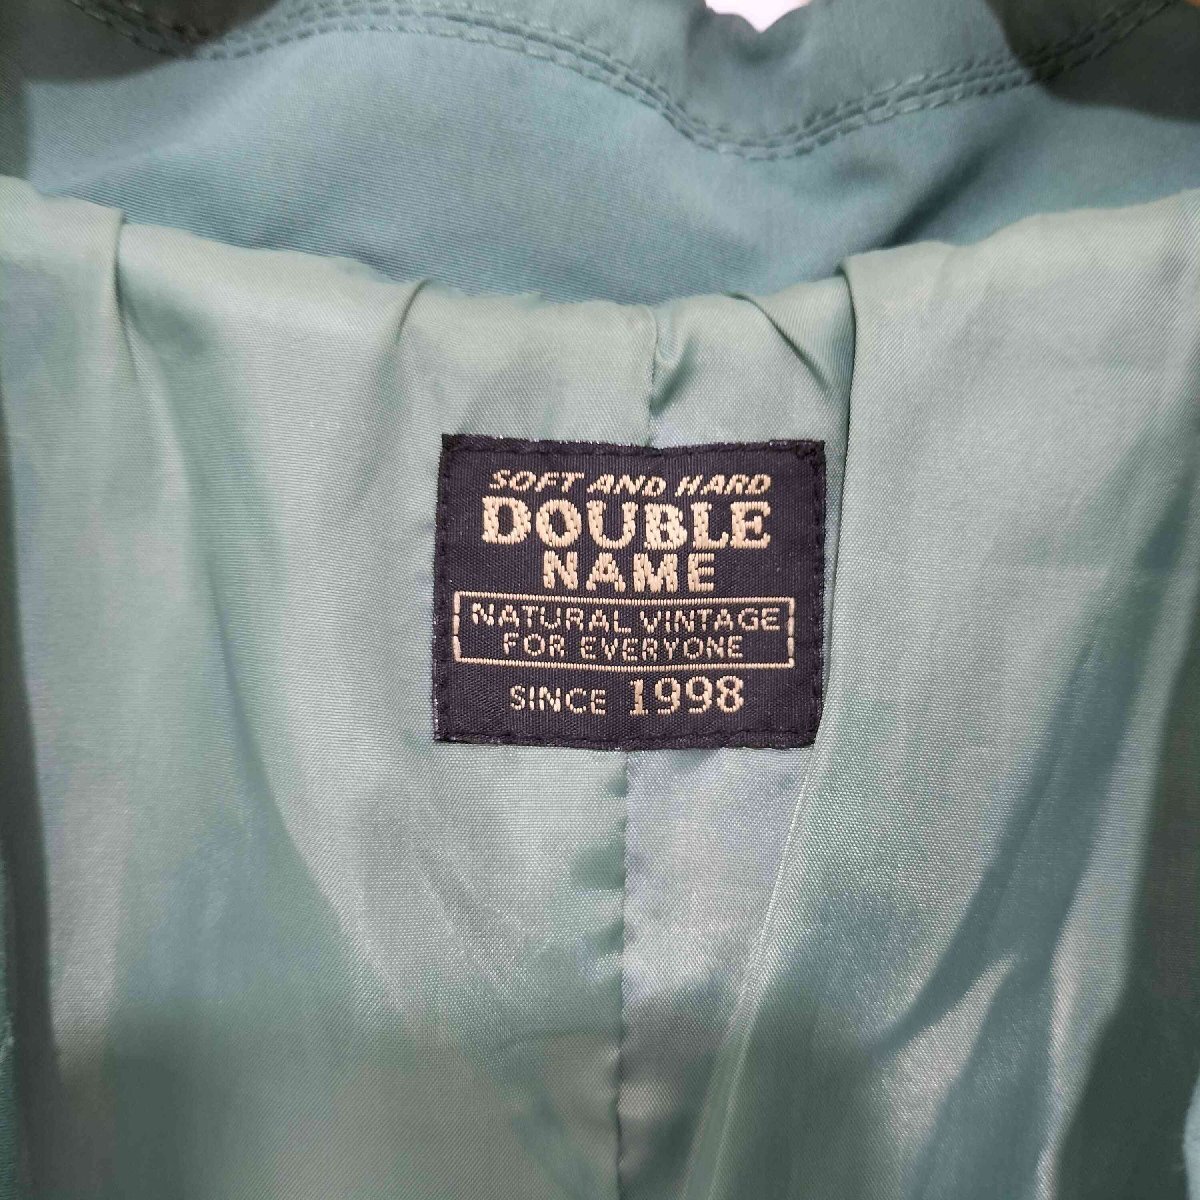 SOFT AND HARD
DOUBLE
NAME
NATURAL VINTAGE
FOR EVERYONE
SINCE 1998